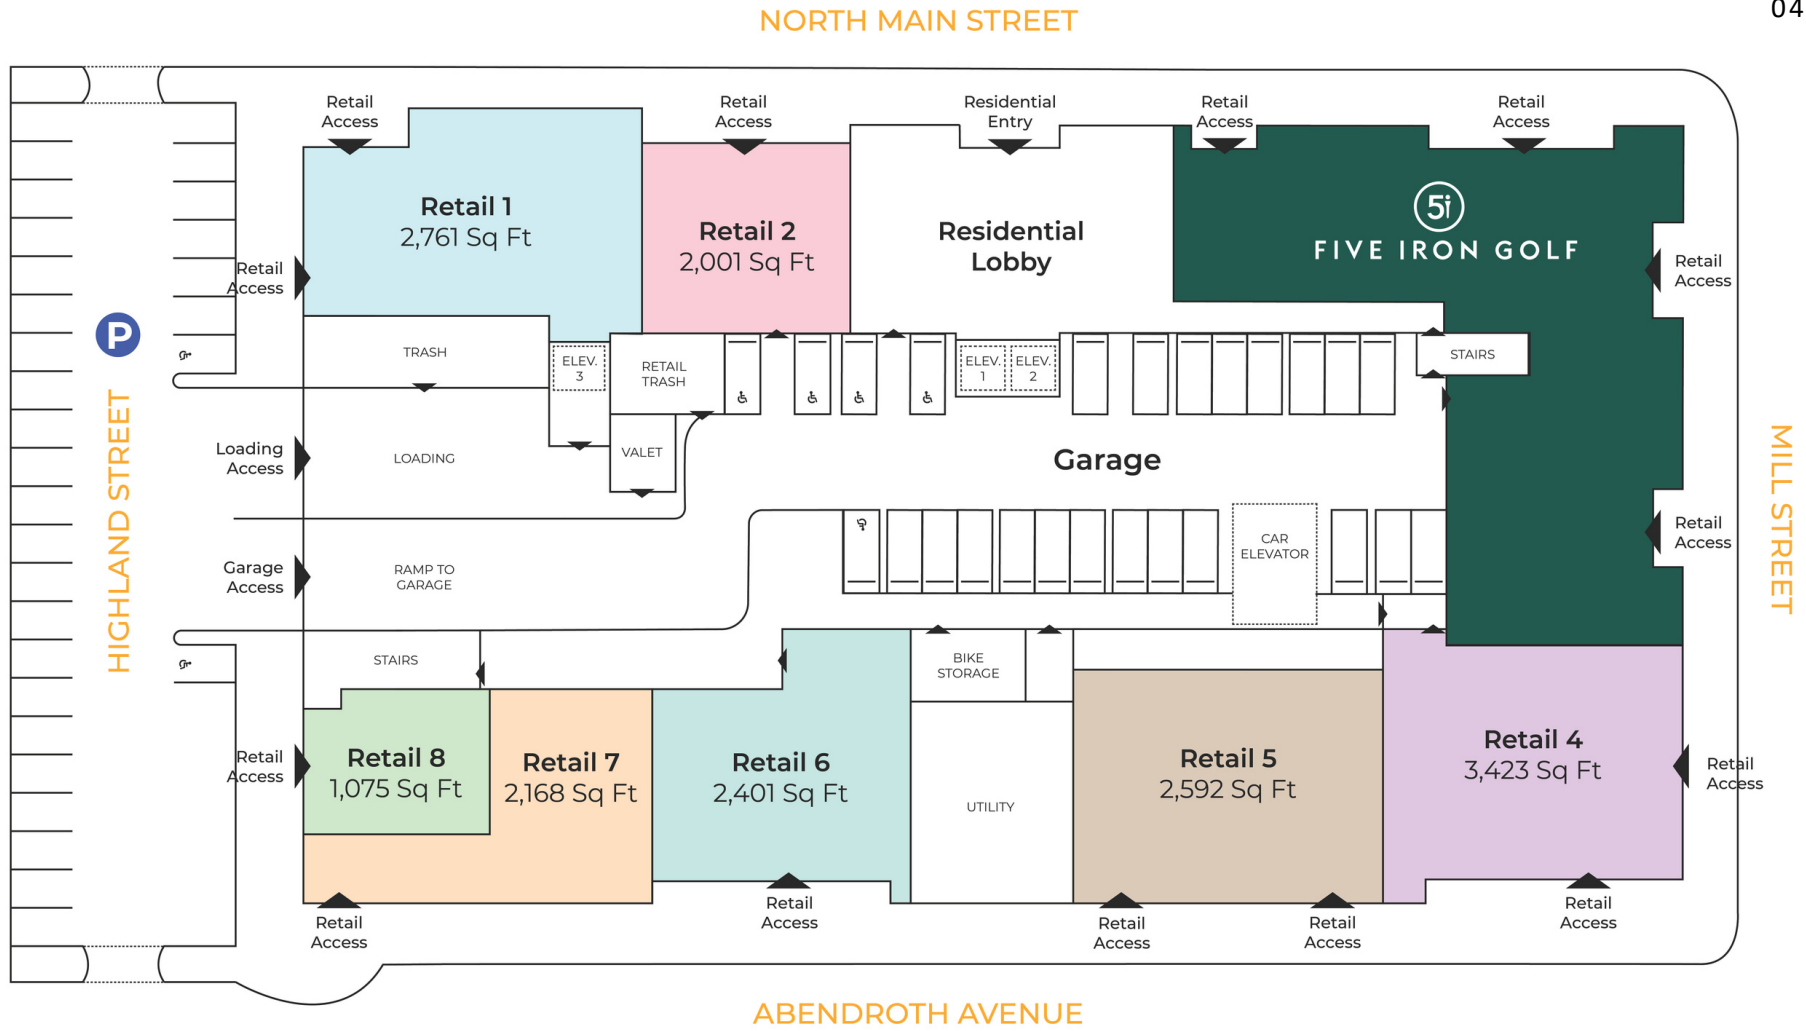 04
NORTH MAIN STREET
Retail
Access
Retail
Access
Residential
Entry
Retail
Access
Retail
Access
Retail 1
2,761 Sq Ft
Retail 2
2,001 Sq Ft
Residential
Lobby
5i
FIVE IRON GOLF
Retail
Access
Retail
Access
P
TRASH
ELEV.
3
RETAIL
TRASH
ELEV.
1
ELEV.
2
STAIRS
HIGHLAND STREET
MILL STREET
Loading
Access
LOADING
VALET
Garage
Retail
Access
CAR
ELEVATOR
Garage
Access
RAMP TO
GARAGE
STAIRS
BIKE
STORAGE
Retail
Access
Retail 8
1,075 Sq Ft
Retail 7
2,168 Sq Ft
Retail 6
2,401 Sq Ft
UTILITY
Retail 5
2,592 Sq Ft
Retail 4
3,423 Sq Ft
Retail
Access
Retail
Access
Retail
Access
Retail
Access
Retail
Access
Retail
Access
ABENDROTH AVENUE